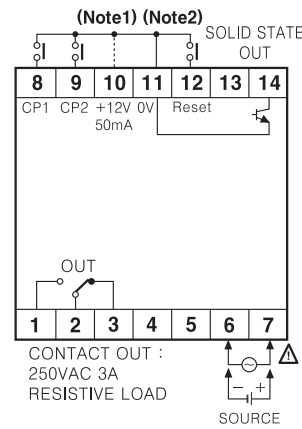 (Note1) (Note2)
SOLID STATE
OUT
8 9 10 11 12 13 14
CP1 CP2 +12V 0V Reset
50mA
OUT
1 2 3 4 5 6 7
CONTACT OUT :
250VAC 3A
RESISTIVE LOAD
− +
SOURCE